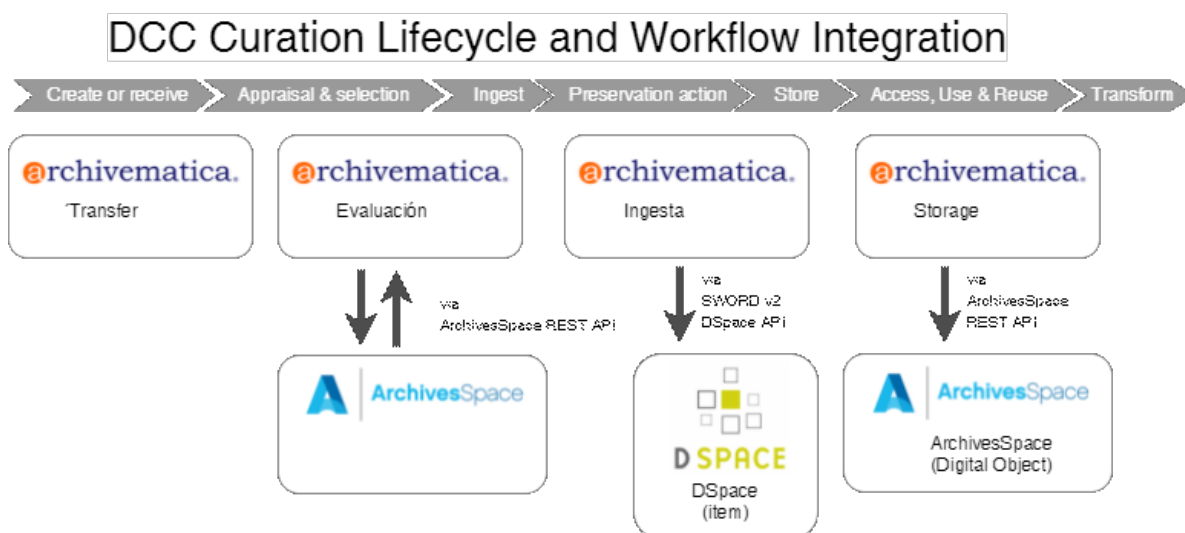 DCC Curation Lifecycle and Workflow Integration
Create or receive Appraisal & selection Ingest Preservation action Store Access, Use & Reuse Transform
archivematica.
Transfer
archivematica.
Evaluación
archivematica.
Ingesta
archivematica.
Storage
via
ArchivesSpace REST API
via
SWORD v2
DSpace API
via
ArchivesSpace
REST API
ArchivesSpace
DSPACE
DSpace
(item)
ArchivesSpace
ArchivesSpace
(Digital Object)